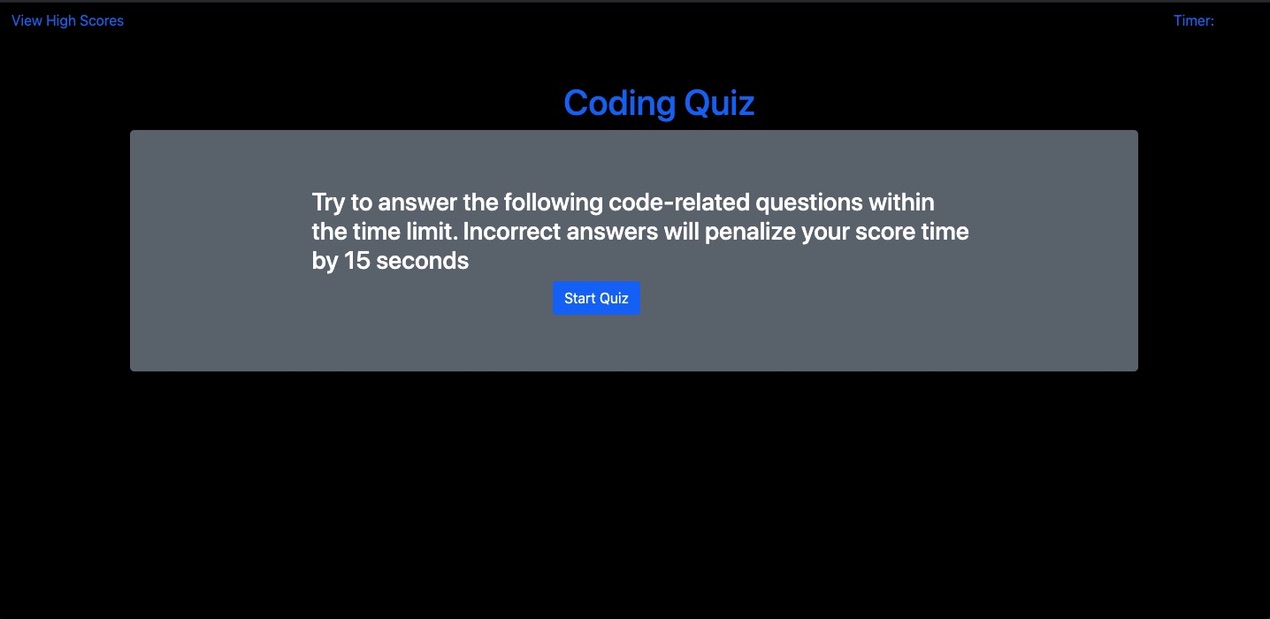 View High Scores
Timer:
Coding Quiz
Try to answer the following code-related questions within
the time limit. Incorrect answers will penalize your score time
by 15 seconds
Start Quiz